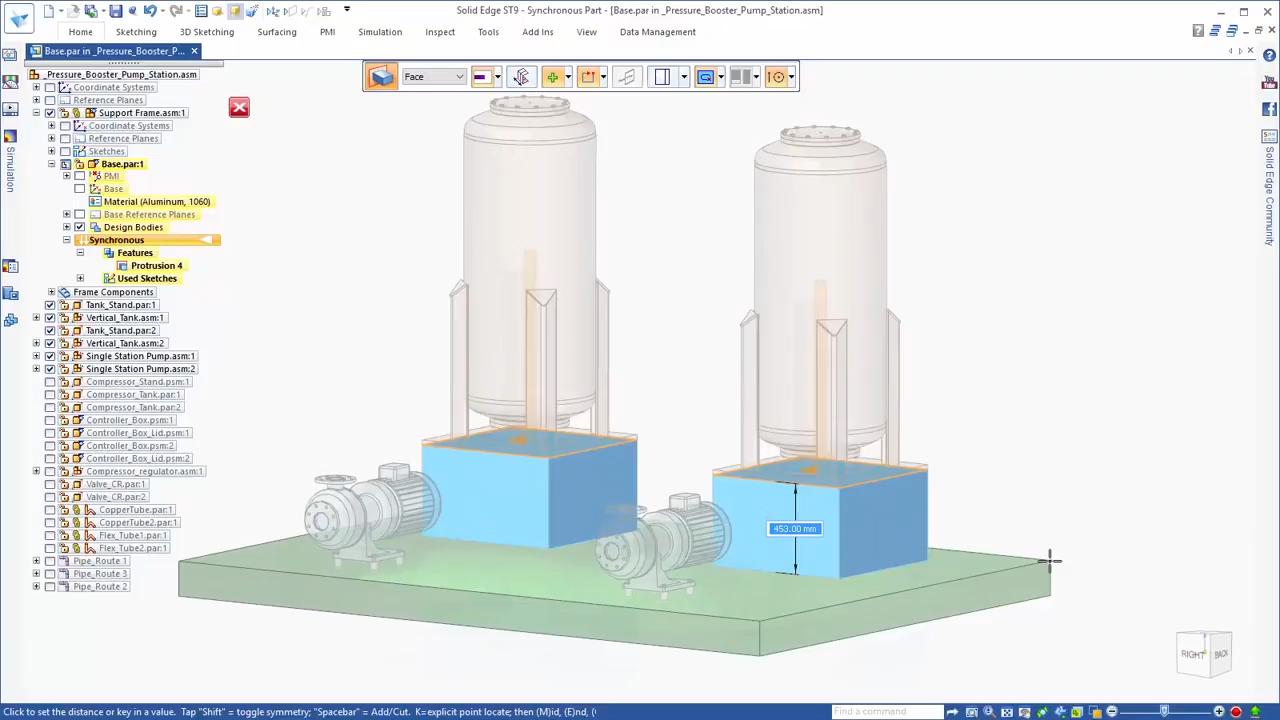 Solid Edge ST9 - Synchronous Part - [Base.par in _Pressure_Booster_Pump_Station.asm]
Home Sketching 3D Sketching Surfacing PMI Simulation Inspect Tools Add Ins View Data Management
Base.par in _Pressure_Booster_P...
_Pressure_Booster_Pump_Station.asm
Face
Coordinate Systems
Reference Planes
Support Frame.asm:1
Coordinate Systems
Reference Planes
Sketches
Base.par:1
PMI
Base
Material (Aluminum, 1060)
Base Reference Planes
Design Bodies
Synchronous
Features
Protrusion 4
Used Sketches
Frame Components
Tank_Stand.par:1
Vertical_Tank.asm:1
Tank_Stand.par:2
Vertical_Tank.asm:2
Single Station Pump.asm:1
Single Station Pump.asm:2
Compressor_Stand.psm:1
Compressor_Tank.par:1
Compressor_Tank.par:2
Controller_Box.psm:1
Controller_Box_Lid.psm:1
Controller_Box.psm:2
Controller_Box_Lid.psm:2
Compressor_regulator.asm:1
Valve_CR.par:1
Valve_CR.par:2
CopperTube.par:1
CopperTube2.par:1
Flex_Tube1.par:1
Flex_Tube2.par:1
Pipe_Route 1
Pipe_Route 3
Pipe_Route 2
Simulation
453.00 mm
RIGHT BACK
You Tube
Solid Edge Community
Click to set the distance or key in a value. Tap "Shift" = toggle symmetry; "Spacebar" = Add/Cut. K=explicit point locate; then (M)id, (E)nd, (
Find a command